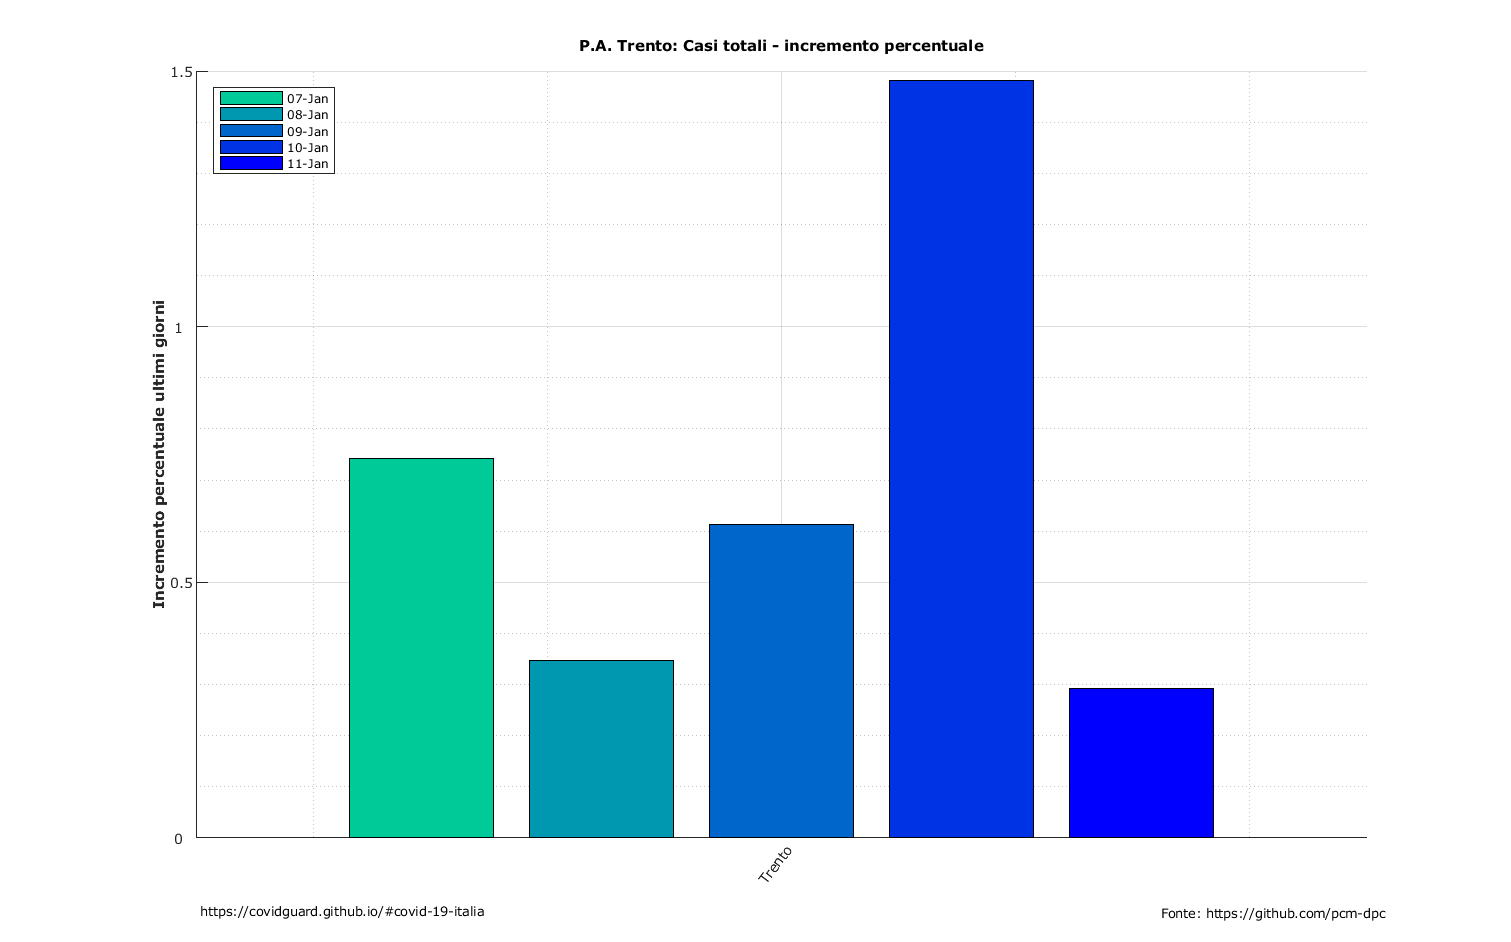 P.A. Trento: Casi totali - incremento percentuale
1.5
07-Jan
08-Jan
09-Jan
10-Jan
11-Jan
1
Incremento percentuale ultimi giorni
0.5
0
Trento
https://covidguard.github.io/#covid-19-italia
Fonte: https://github.com/pcm-dpc